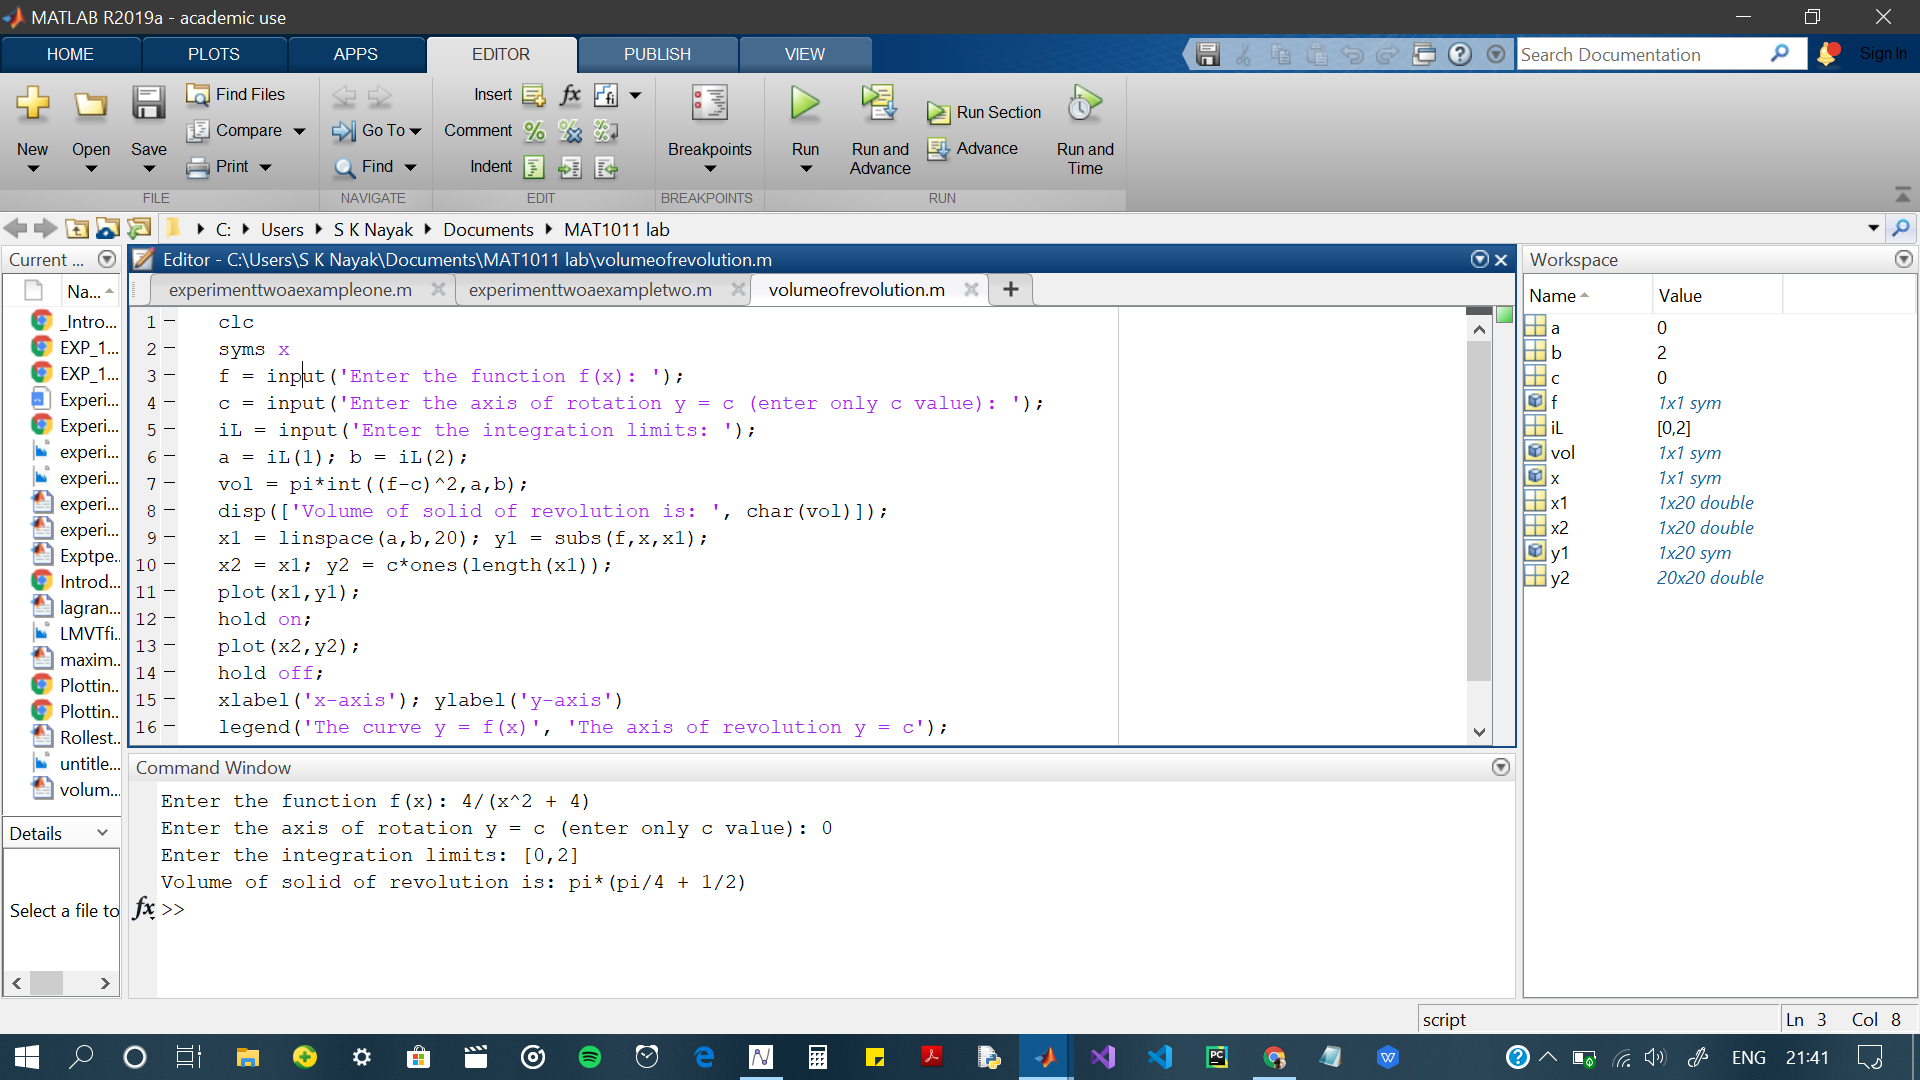 MATLAB R2019a - academic use
HOME PLOTS APPS EDITOR PUBLISH VIEW
Search Documentation
Sign In
New
Open
Save
Find Files
Compare
Print
FILE
Go To
Find
NAVIGATE
Insert
Comment
Indent
fx
fi
EDIT
Breakpoints
BREAKPOINTS
Run
Run and
Advance
Run Section
Advance
Run and
Time
RUN
C: Users S K Nayak Documents MAT1011 lab
Current ...
Na...
_Intro...
EXP_1...
EXP_1...
Experi...
Experi...
experi...
experi...
experi...
experi...
Exptpe...
Introd...
lagran...
LMVTfi...
maxim...
Plottin...
Plottin...
Rollest...
untitle...
volum...
Details
Select a file to
Editor - C:\Users\S K Nayak\Documents\MAT1011 lab\volumeofrevolution.m
experimenttwoaexampleone.m experimenttwoaexampletwo.m volumeofrevolution.m
1 clc
2 syms x
3 f = input('Enter the function f(x): ');
4 c = input('Enter the axis of rotation y = c (enter only c value): ');
5 iL = input('Enter the integration limits: ');
6 a = iL(1); b = iL(2);
7 vol = pi*int((f-c)^2,a,b);
8 disp(['Volume of solid of revolution is: ', char(vol)]);
9 x1 = linspace(a,b,20); y1 = subs(f,x,x1);
10 x2 = x1; y2 = c*ones(length(x1));
11 plot(x1,y1);
12 hold on;
13 plot(x2,y2);
14 hold off;
15 xlabel('x-axis'); ylabel('y-axis')
16 legend('The curve y = f(x)', 'The axis of revolution y = c');
Command Window
Enter the function f(x): 4/(x^2 + 4)
Enter the axis of rotation y = c (enter only c value): 0
Enter the integration limits: [0,2]
Volume of solid of revolution is: pi*(pi/4 + 1/2)
fx >>
Workspace
Name Value
a 0
b 2
c 0
f 1x1 sym
iL [0,2]
vol 1x1 sym
x 1x1 sym
x1 1x20 double
x2 1x20 double
y1 1x20 sym
y2 20x20 double
script
Ln 3 Col 8
ENG 21:41